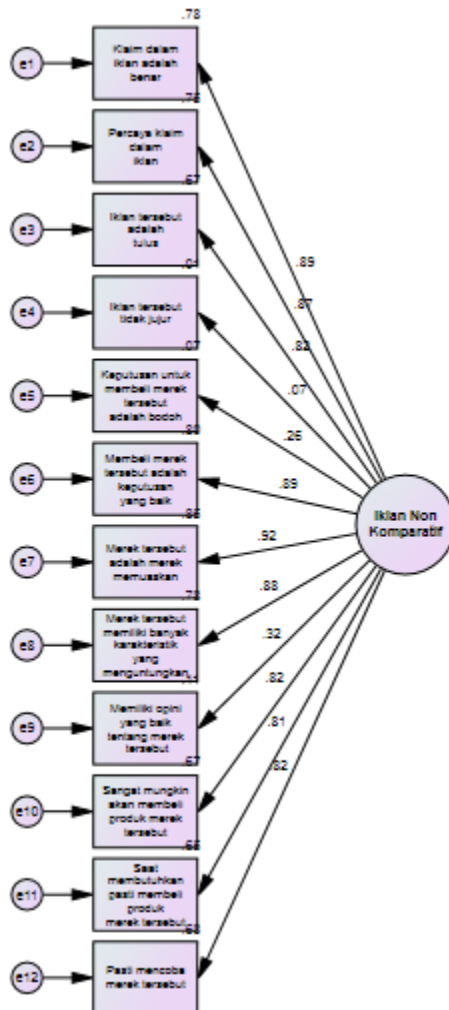 .78
e1
Klaim dalam
iklan adalah
benar
.76
e2
Percaya klaim
dalam
iklan
.67
e3
Iklan tersebut
adalah
tulus
.01
e4
Iklan tersebut
tidak jujur
.07
e5
Keputusan untuk
membeli merek
tersebut
adalah bodoh
.80
e6
Membeli merek
tersebut adalah
keputusan
yang baik
.85
e7
Merek tersebut
adalah merek
memuaskan
.78
e8
Merek tersebut
memiliki banyak
karakteristik
yang
menguntungkan
e9
Memiliki opini
yang baik
tentang merek
tersebut
.67
e10
Sangat mungkin
akan membeli
produk merek
tersebut
e11
Saat
membutuhkan
pasti membeli
produk
merek tersebut
e12
Pasti mencoba
merek tersebut
.89
.87
.82
.07
.26
.89
.92
.88
.32
.82
.81
.82
Iklan Non
Komparatif